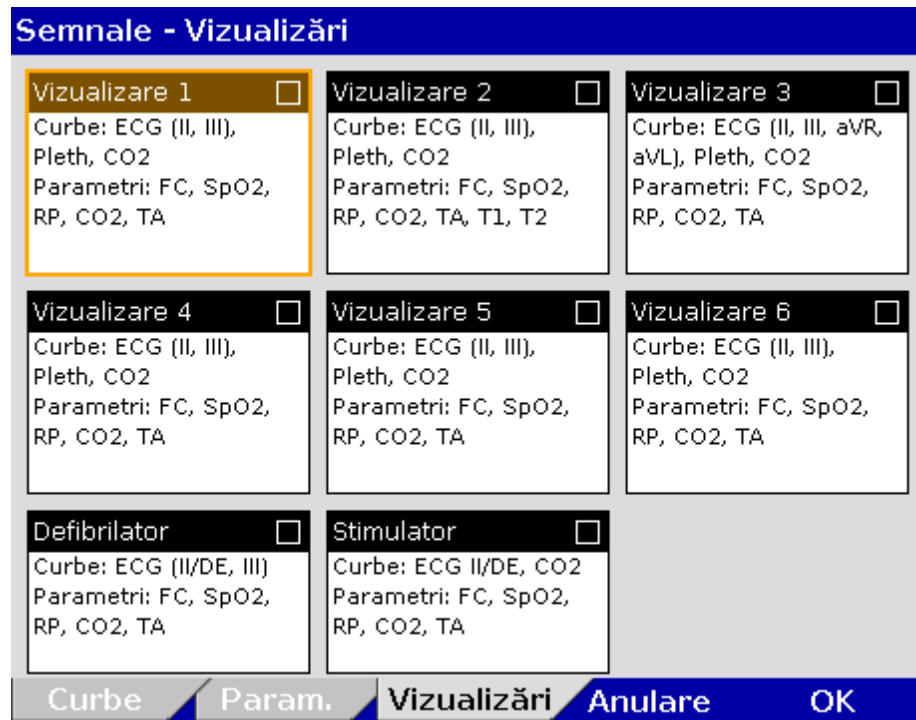 Semnale - Vizualizări
Vizualizare 1
Curbe: ECG (II, III),
Pleth, CO2
Parametri: FC, SpO2,
RP, CO2, TA
Vizualizare 2
Curbe: ECG (II, III),
Pleth, CO2
Parametri: FC, SpO2,
RP, CO2, TA, T1, T2
Vizualizare 3
Curbe: ECG (II, III, aVR,
aVL), Pleth, CO2
Parametri: FC, SpO2,
RP, CO2, TA
Vizualizare 4
Curbe: ECG (II, III),
Pleth, CO2
Parametri: FC, SpO2,
RP, CO2, TA
Vizualizare 5
Curbe: ECG (II, III),
Pleth, CO2
Parametri: FC, SpO2,
RP, CO2, TA
Vizualizare 6
Curbe: ECG (II, III),
Pleth, CO2
Parametri: FC, SpO2,
RP, CO2, TA
Defibrilator
Curbe: ECG (II/DE, III)
Parametri: FC, SpO2,
RP, CO2, TA
Stimulator
Curbe: ECG II/DE, CO2
Parametri: FC, SpO2,
RP, CO2, TA
Curbe Param. Vizualizări Anulare OK